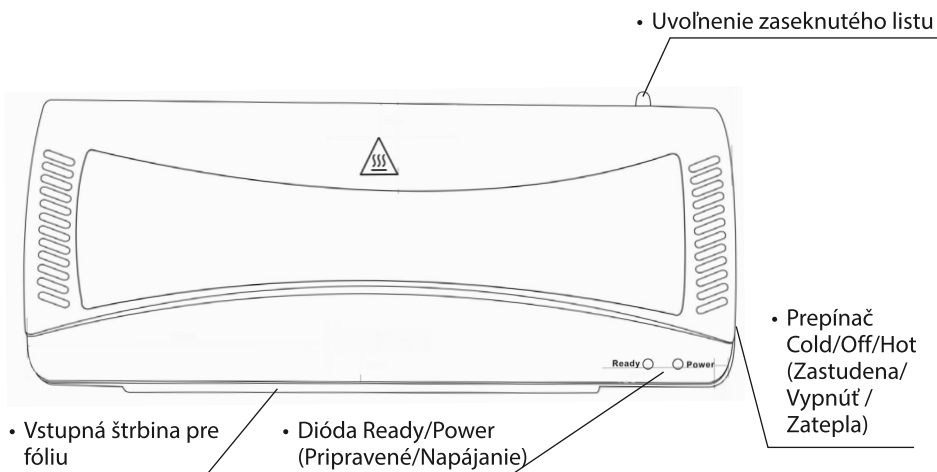 • Uvoľnenie zaseknutého listu
Ready Power
• Prepínač
Cold/Off/Hot
(Zastudena/
Vypnúť /
Zatepla)
• Vstupná štrbina pre
fóliu
• Dióda Ready/Power
(Pripravené/Napájanie)